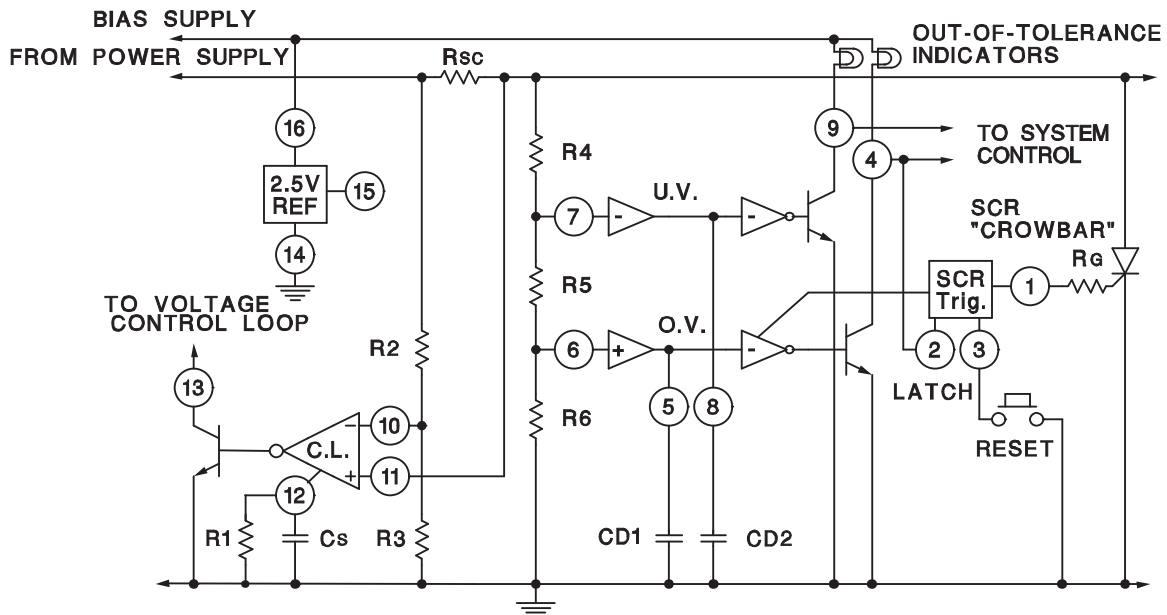 BIAS SUPPLY
FROM POWER SUPPLY
RSC
OUT-OF-TOLERANCE
INDICATORS
16
9
TO SYSTEM
CONTROL
4
R4
2.5V
REF
15
U.V.
7
-
-
SCR
"CROWBAR"
14
R5
SCR
Trig.
1
RG
TO VOLTAGE
CONTROL LOOP
O.V.
R2
6
+
-
2
3
13
LATCH
5
8
R6
10
-
C.L.
RESET
+
11
12
R1
CS
R3
CD1
CD2